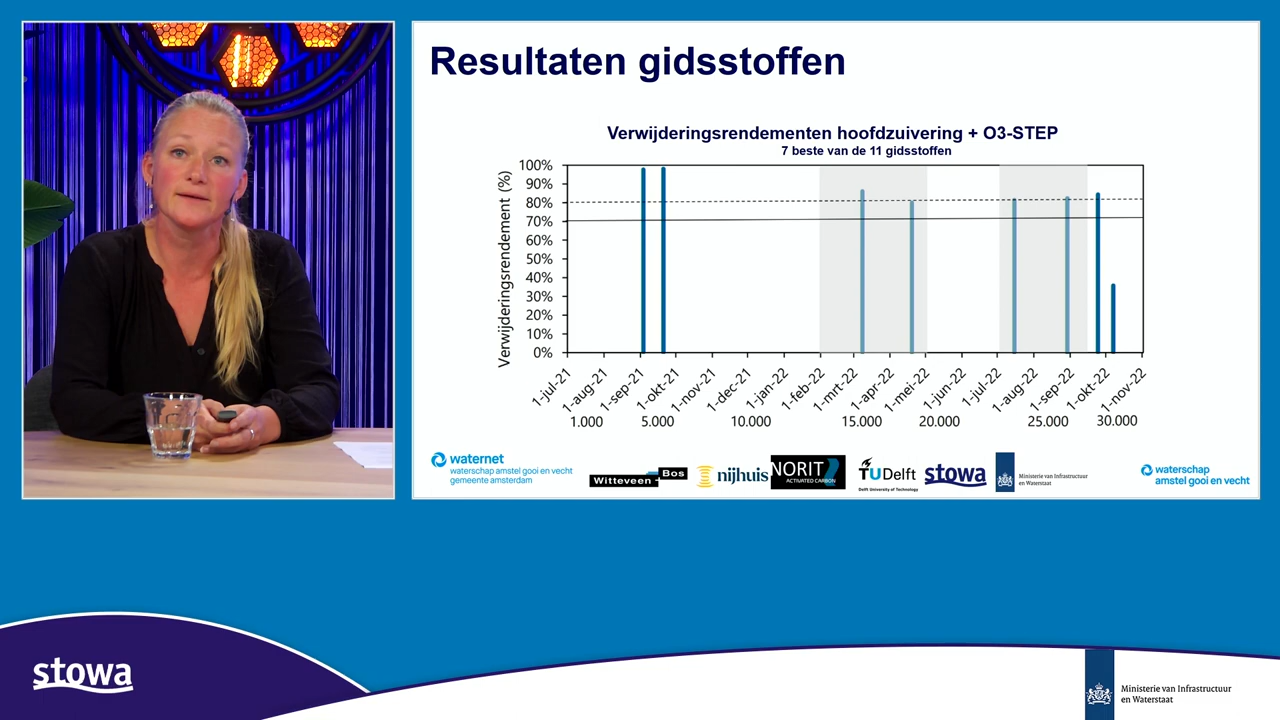 Resultaten gidsstoffen
Verwijderingsrendementen hoofdzuivering + O3-STEP
7 beste van de 11 gidsstoffen
Verwijderingsrendement (%)
100%
90%
80%
70%
60%
50%
40%
30%
20%
10%
0%
1-jul-21
1-aug-21
1-sep-21
1-okt-21
1-nov-21
1-dec-21
1-jan-22
1-feb-22
1-mrt-22
1-apr-22
1-mei-22
1-jun-22
1-jul-22
1-aug-22
1-sep-22
1-okt-22
1-nov-22
1.000 5.000 10.000 15.000 20.000 25.000 30.000
waternet
waterschap amstel gooi en vecht
gemeente amsterdam
Witteveen + Bos
nijhuis
NORIT
ACTIVATED CARBON
TU Delft
Delft University of Technology
stowa
Ministerie van Infrastructuur
en Waterstaat
waterschap
amstel gooi en vecht
stowa
Ministerie van Infrastructuur
en Waterstaat